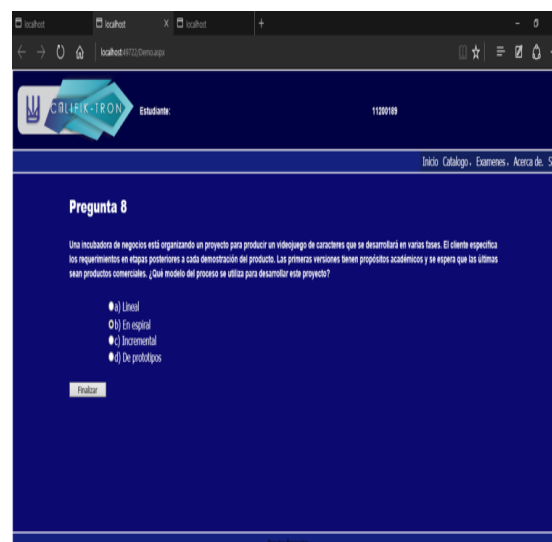 localhost
localhost
localhost
localhost:49722/Demo.aspx
CALIFIK-TRON
Estudiante:
11200189
Inicio Catalogo Examenes Acerca de. S
Pregunta 8
Una incubadora de negocios está organizando un proyecto para producir un videojuego de caracteres que se desarrollará en varias fases. El cliente especifica
los requerimientos en etapas posteriores a cada demostración del producto. Las primeras versiones tienen propósitos académicos y se espera que las últimas
sean productos comerciales. ¿Qué modelo del proceso se utiliza para desarrollar este proyecto?
a) Lineal
b) En espiral
c) Incremental
d) De prototipos
Finalizar